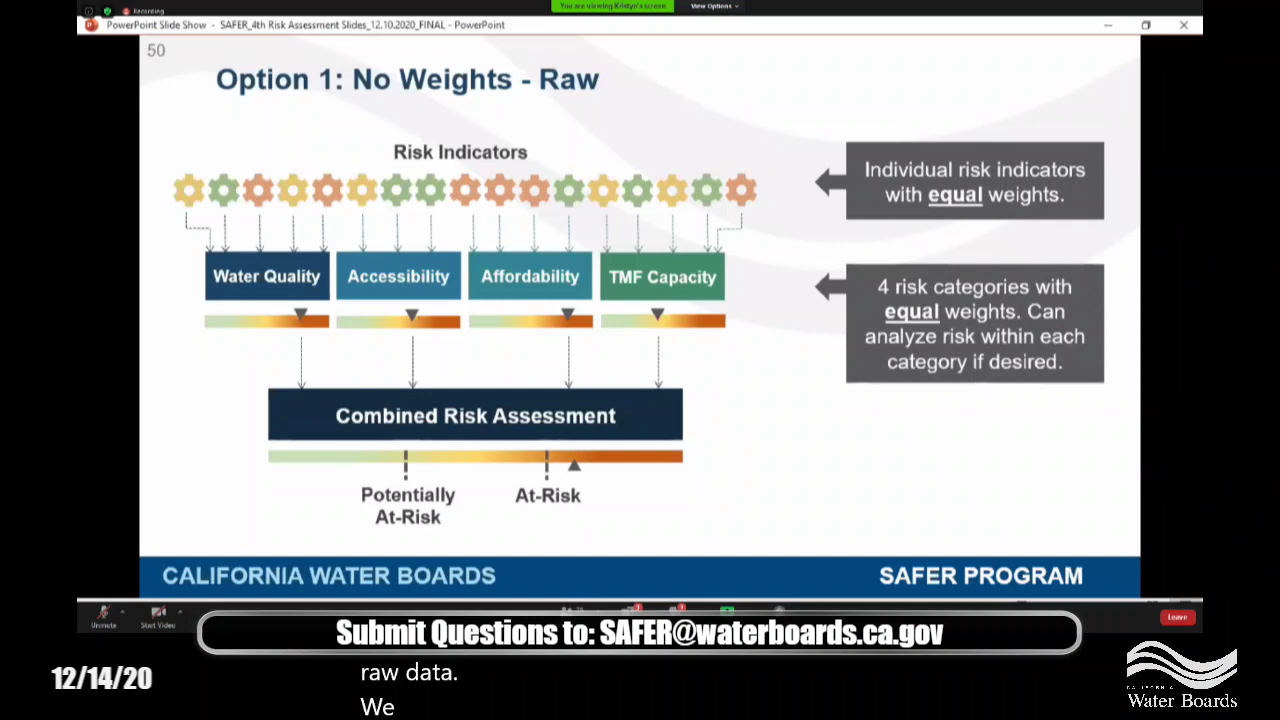 Recording
You are viewing Kristyn's screen
View Options
PowerPoint Slide Show - SAFER_4th Risk Assessment Slides_12.10.2020_FINAL - PowerPoint
50
Option 1: No Weights - Raw
Risk Indicators
Individual risk indicators
with equal weights.
Water Quality
Accessibility
Affordability
TMF Capacity
4 risk categories with
equal weights. Can
analyze risk within each
category if desired.
Combined Risk Assessment
Potentially
At-Risk
At-Risk
CALIFORNIA WATER BOARDS
SAFER PROGRAM
Unmute
Start Video
Leave
Submit Questions to: SAFER@waterboards.ca.gov
12/14/20
raw data.
We
CALIFORNIA
Water Boards